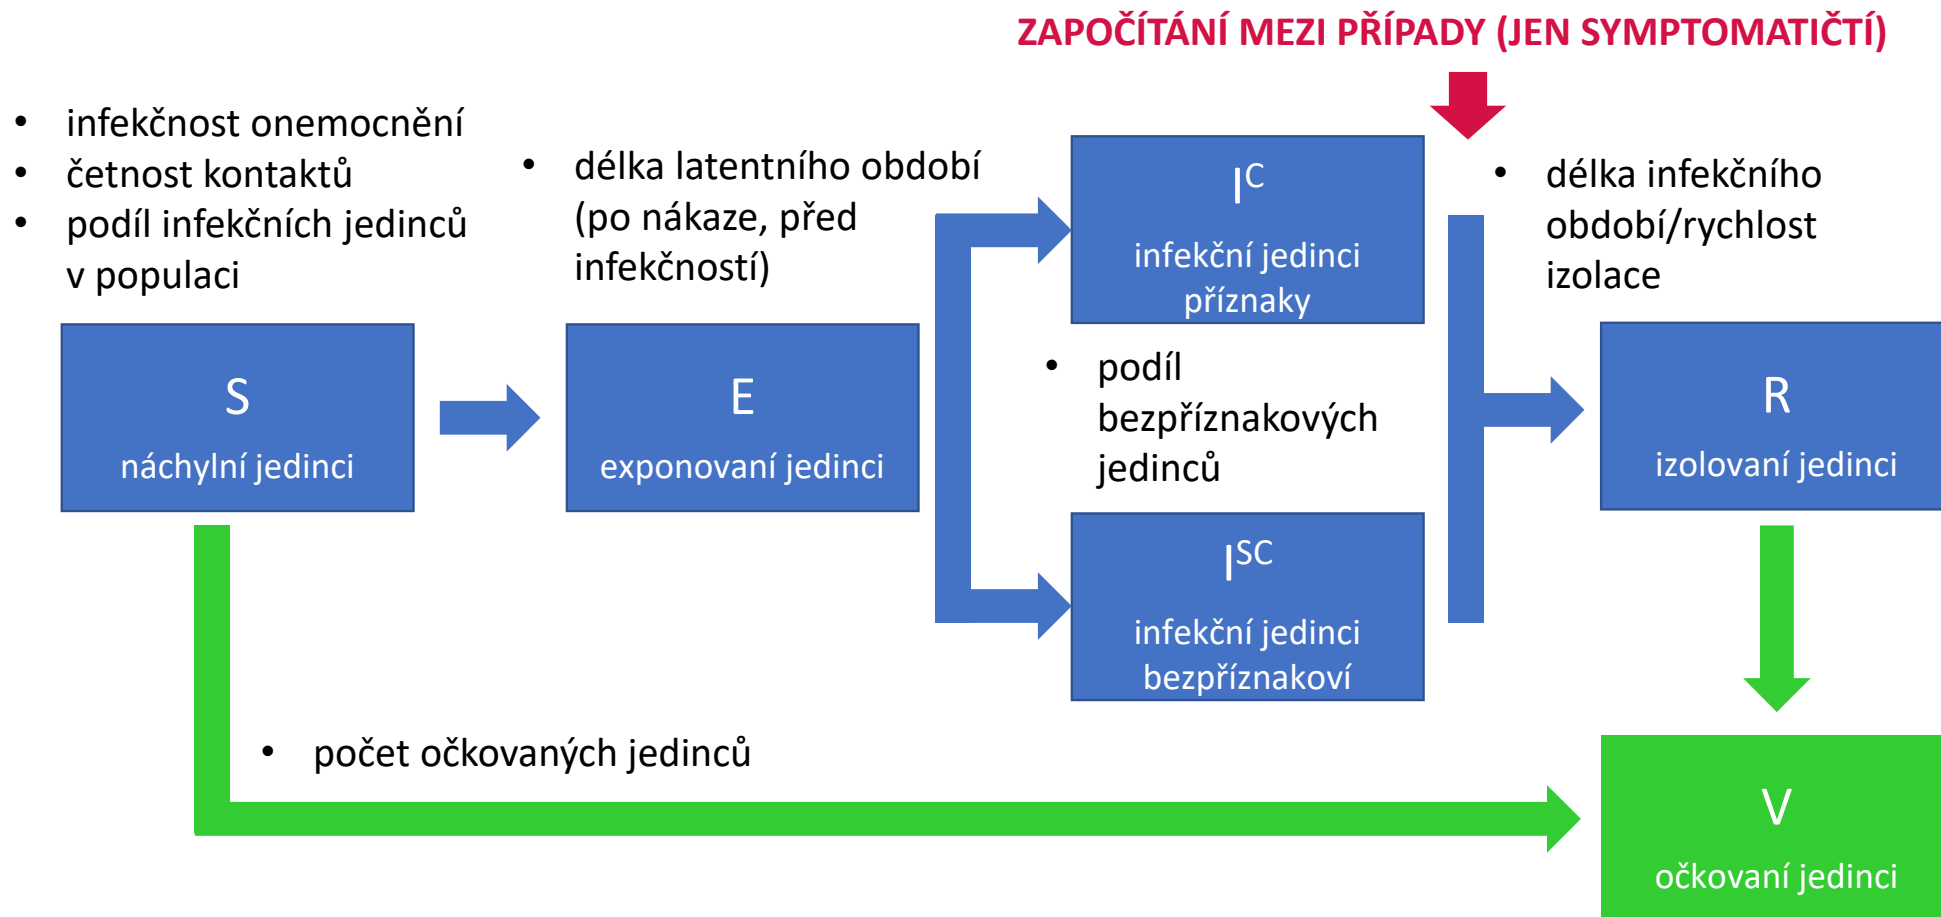 ZAPOČÍTÁNÍ MEZI PŘÍPADY (JEN SYMPTOMATIČTÍ)
• infekčnost onemocnění
• četnost kontaktů
• podíl infekčních jedinců
v populaci
• délka latentního období
(po nákaze, před
infekčností)
I^C
infekční jedinci
příznaky
• délka infekčního
období/rychlost
izolace
S
náchylní jedinci
E
exponovaní jedinci
• podíl
bezpříznakových
jedinců
R
izolovaní jedinci
I^SC
infekční jedinci
bezpříznakoví
• počet očkovaných jedinců
V
očkovaní jedinci